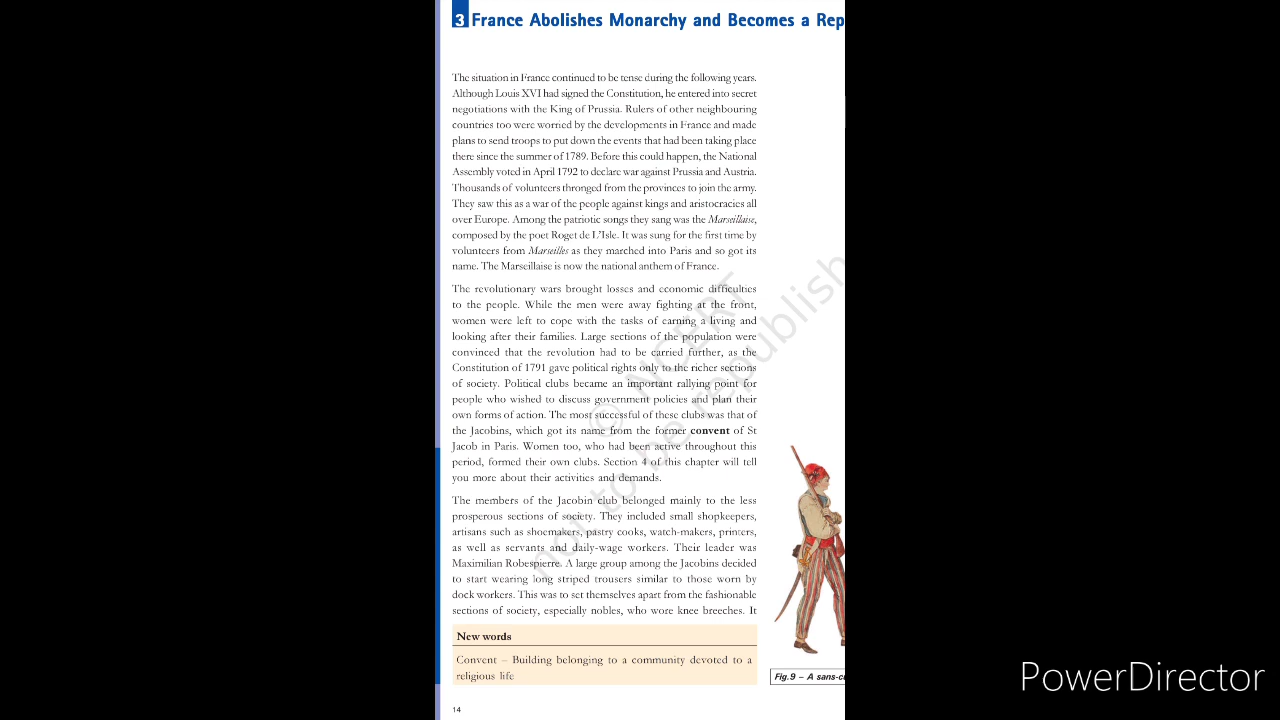 3 France Abolishes Monarchy and Becomes a Rep
The situation in France continued to be tense during the following years.
Although Louis XVI had signed the Constitution, he entered into secret
negotiations with the King of Prussia. Rulers of other neighbouring
countries too were worried by the developments in France and made
plans to send troops to put down the events that had been taking place
there since the summer of 1789. Before this could happen, the National
Assembly voted in April 1792 to declare war against Prussia and Austria.
Thousands of volunteers thronged from the provinces to join the army.
They saw this as a war of the people against kings and aristocracies all
over Europe. Among the patriotic songs they sang was the Marseillaise,
composed by the poet Roget de L'Isle. It was sung for the first time by
volunteers from Marseilles as they marched into Paris and so got its
name. The Marseillaise is now the national anthem of France.
The revolutionary wars brought losses and economic difficulties
to the people. While the men were away fighting at the front,
women were left to cope with the tasks of earning a living and
looking after their families. Large sections of the population were
convinced that the revolution had to be carried further, as the
Constitution of 1791 gave political rights only to the richer sections
of society. Political clubs became an important rallying point for
people who wished to discuss government policies and plan their
own forms of action. The most successful of these clubs was that of
the Jacobins, which got its name from the former convent of St
Jacob in Paris. Women too, who had been active throughout this
period, formed their own clubs. Section 4 of this chapter will tell
you more about their activities and demands.
The members of the Jacobin club belonged mainly to the less
prosperous sections of society. They included small shopkeepers,
artisans such as shoemakers, pastry cooks, watch-makers, printers,
as well as servants and daily-wage workers. Their leader was
Maximilian Robespierre. A large group among the Jacobins decided
to start wearing long striped trousers similar to those worn by
dock workers. This was to set themselves apart from the fashionable
sections of society, especially nobles, who wore knee breeches. It
New words
Convent – Building belonging to a community devoted to a
religious life
Fig.9 – A sans-cu
14
© NCERT
not to be republish
PowerDirector